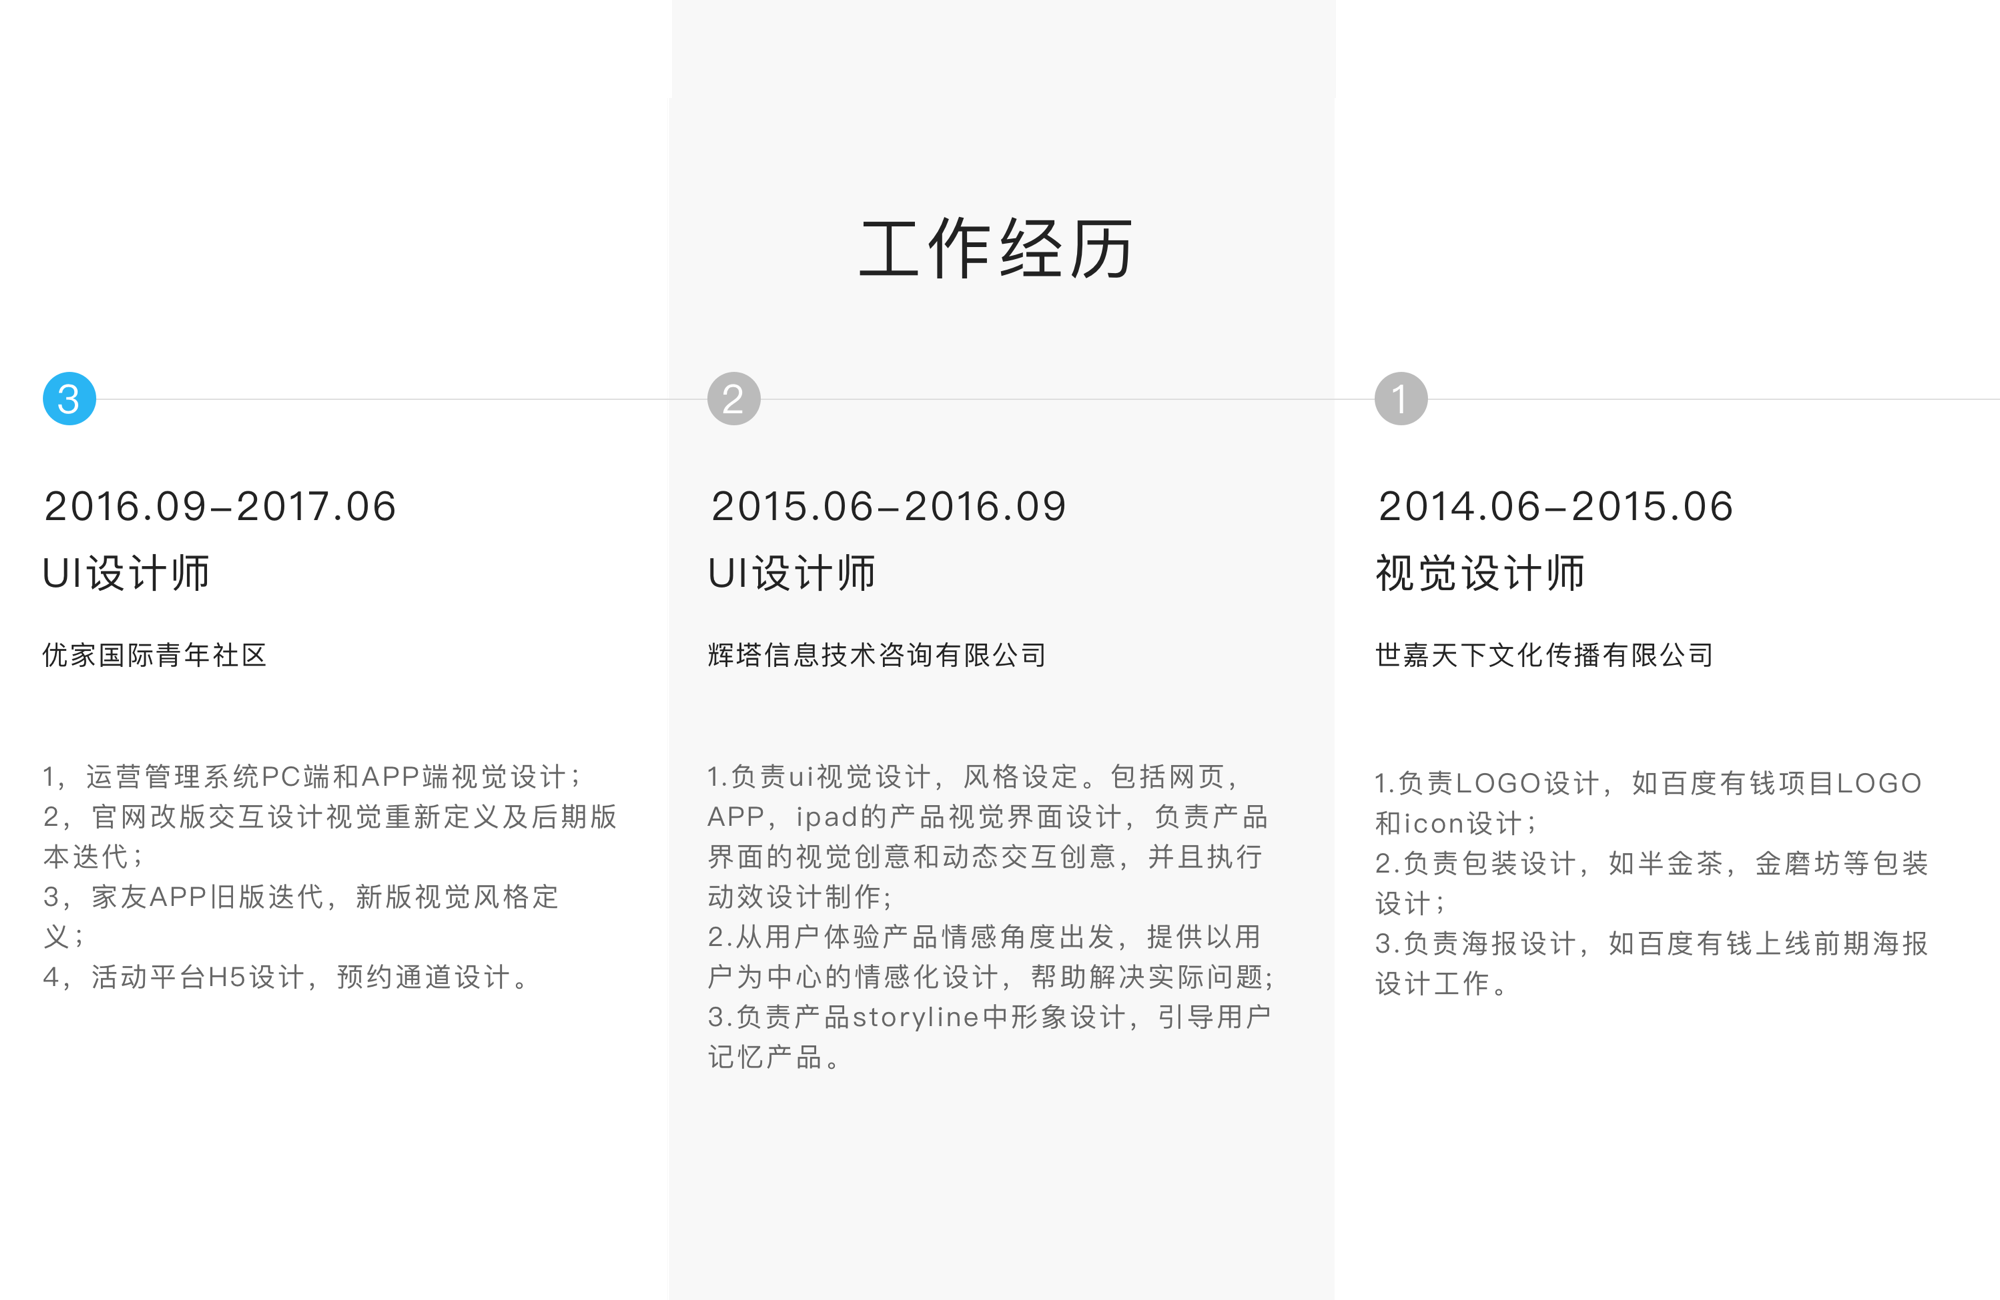 工作经历
3
2016.09–2017.06
UI设计师
优家国际青年社区
1，运营管理系统PC端和APP端视觉设计；
2，官网改版交互设计视觉重新定义及后期版
本迭代；
3，家友APP旧版迭代，新版视觉风格定
义；
4，活动平台H5设计，预约通道设计。
2
2015.06–2016.09
UI设计师
辉塔信息技术咨询有限公司
1.负责ui视觉设计，风格设定。包括网页，
APP，ipad的产品视觉界面设计，负责产品
界面的视觉创意和动态交互创意，并且执行
动效设计制作；
2.从用户体验产品情感角度出发，提供以用
户为中心的情感化设计，帮助解决实际问题；
3.负责产品storyline中形象设计，引导用户
记忆产品。
1
2014.06–2015.06
视觉设计师
世嘉天下文化传播有限公司
1.负责LOGO设计，如百度有钱项目LOGO
和icon设计；
2.负责包装设计，如半金茶，金磨坊等包装
设计；
3.负责海报设计，如百度有钱上线前期海报
设计工作。